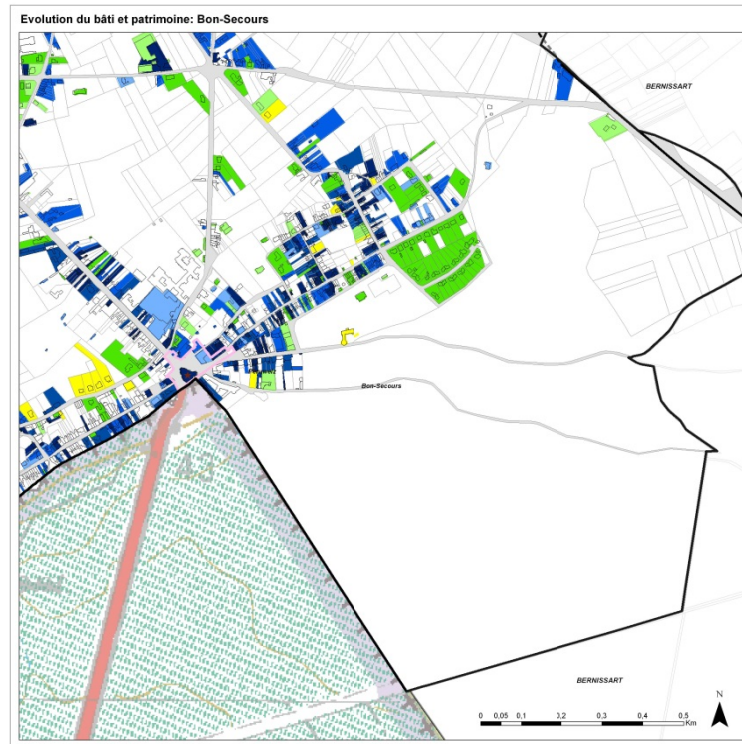 Evolution du bâti et patrimoine: Bon-Secours
BERNISSART
Bon-Secours
43
BERNISSART
N
0 0,05 0,1 0,2 0,3 0,4 0,5
Km